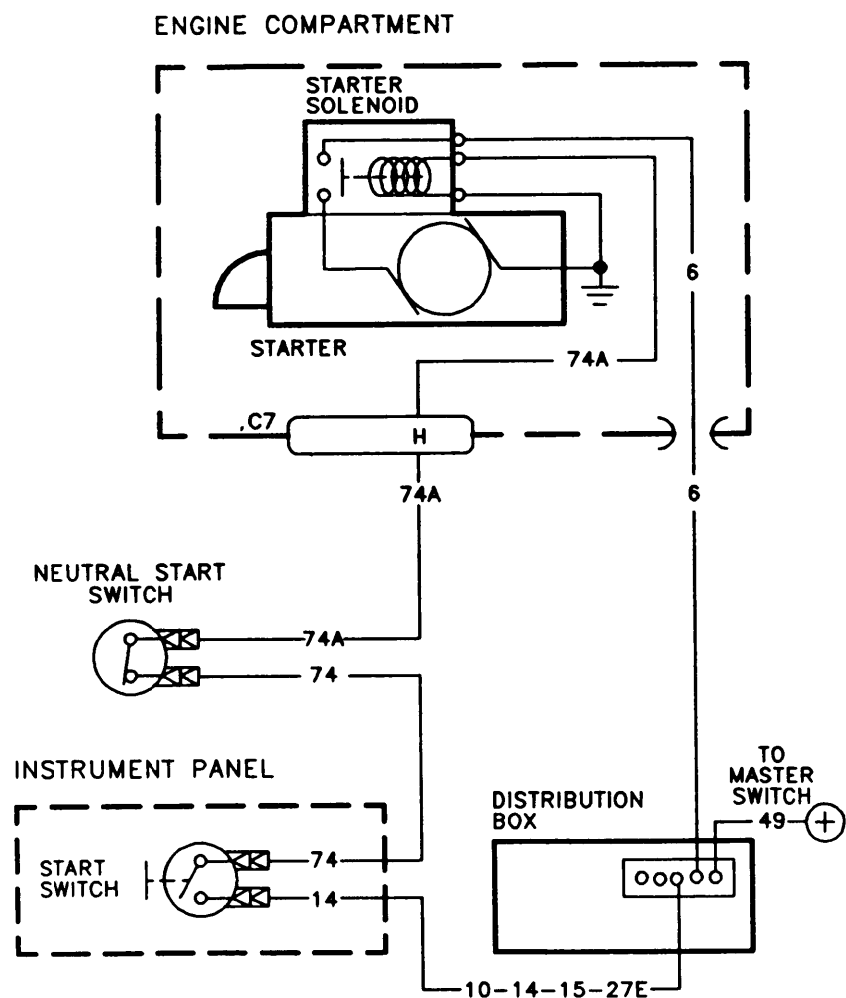 ENGINE COMPARTMENT
STARTER
SOLENOID
6
STARTER
74A
,C7
H
74A
6
NEUTRAL START
SWITCH
74A
74
INSTRUMENT PANEL
TO
MASTER
SWITCH
DISTRIBUTION
BOX
49
+
START
SWITCH
74
14
10-14-15-27E